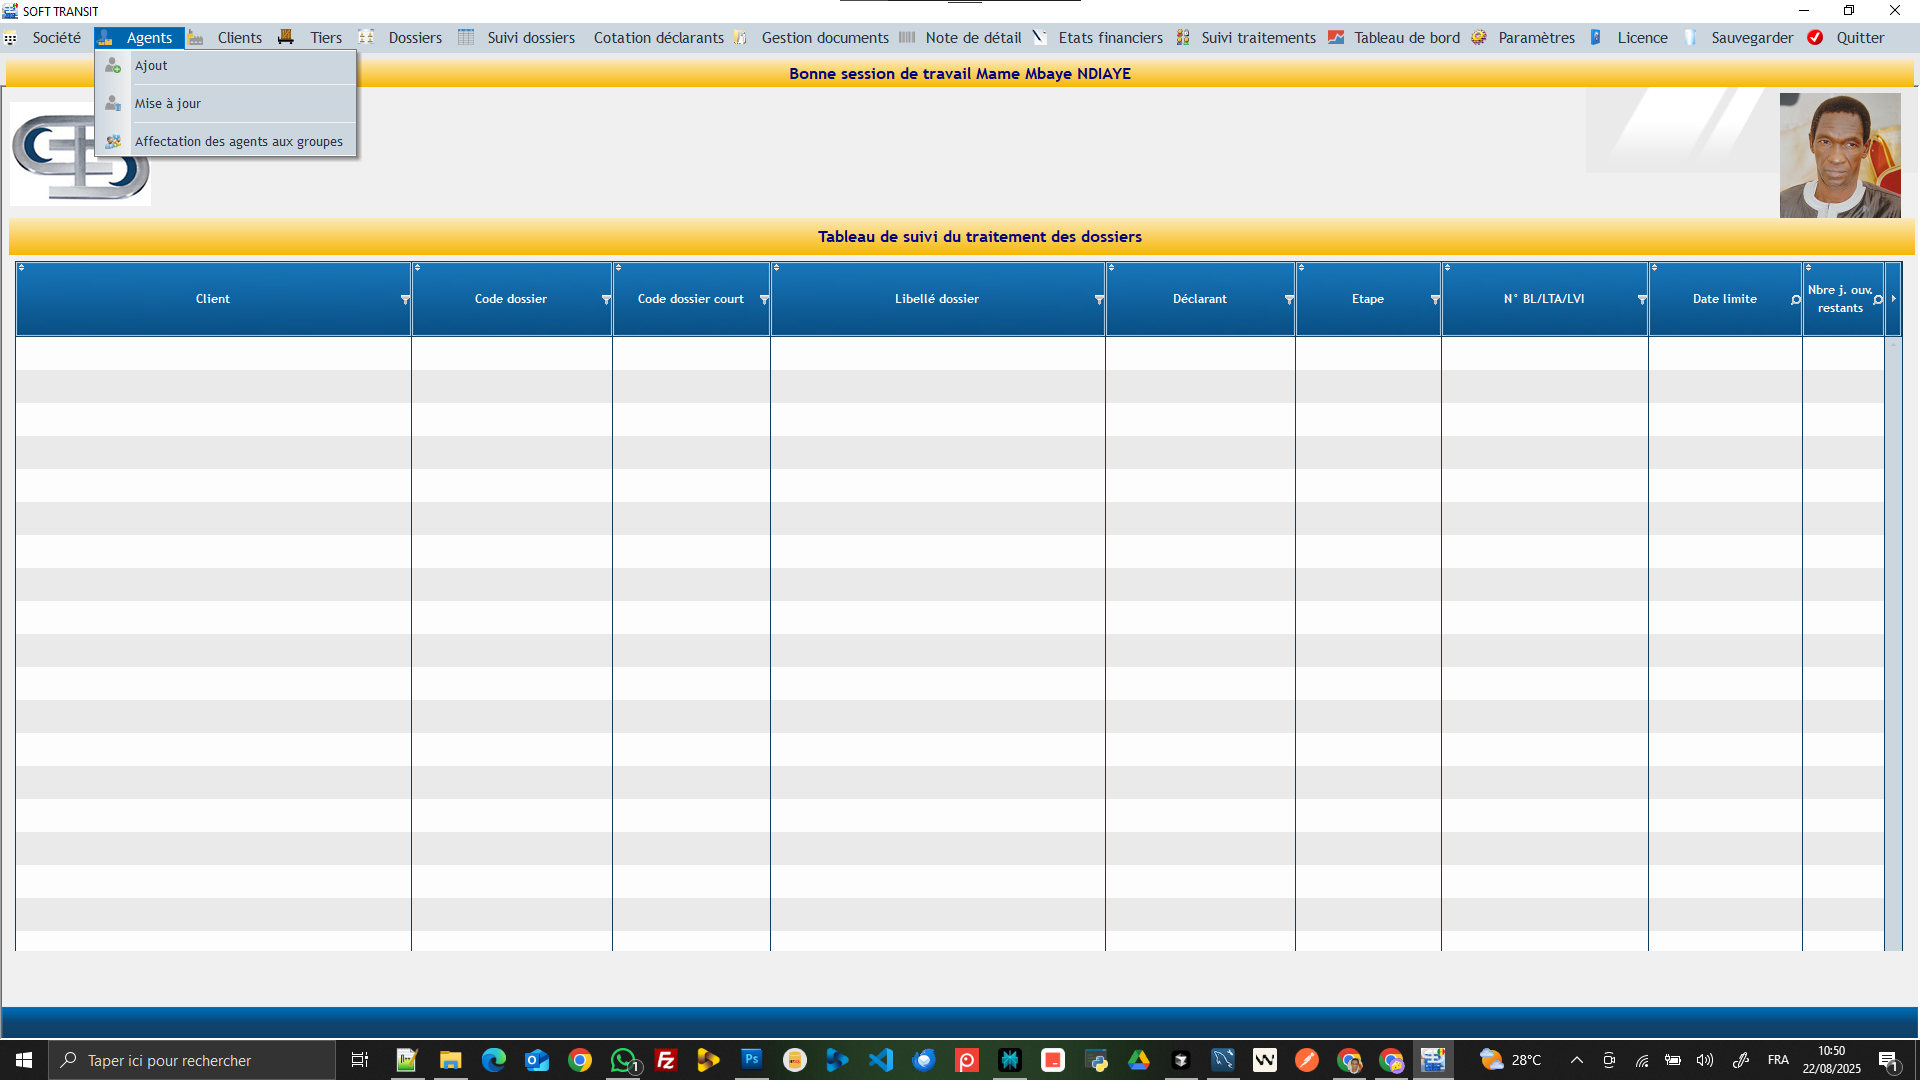 SOFT TRANSIT
Société Agents Clients Tiers Dossiers Suivi dossiers Cotation déclarants Gestion documents Note de détail Etats financiers Suivi traitements Tableau de bord Paramètres Licence Sauvegarder Quitter
Ajout
Mise à jour
Affectation des agents aux groupes
Bonne session de travail Mame Mbaye NDIAYE
Tableau de suivi du traitement des dossiers
Client Code dossier Code dossier court Libellé dossier Déclarant Etape N° BL/LTA/LVI Date limite Nbre j. ouv.
restants
Taper ici pour rechercher
1
Ps
28°C
FRA
10:50
22/08/2025
1